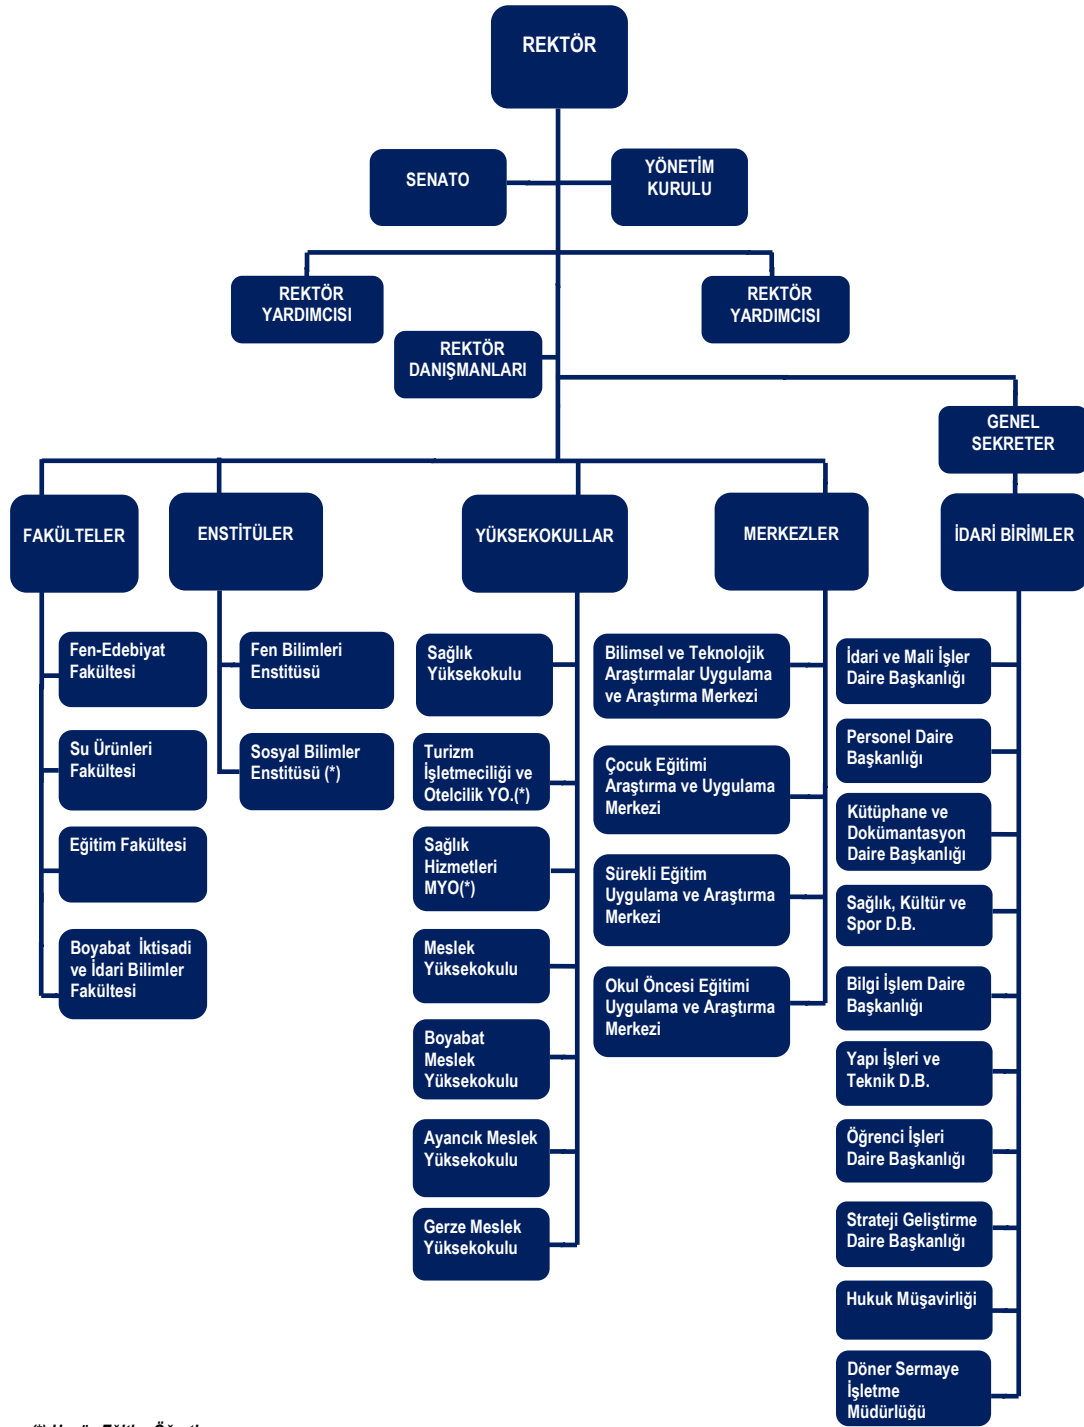 REKTÖR
SENATO
YÖNETİM
KURULU
REKTÖR
YARDIMCISI
REKTÖR
YARDIMCISI
REKTÖR
DANIŞMANLARI
GENEL
SEKRETER
FAKÜLTELER
ENSTİTÜLER
YÜKSEKOKULLAR
MERKEZLER
İDARİ BİRİMLER
Fen-Edebiyat
Fakültesi
Su Ürünleri
Fakültesi
Eğitim Fakültesi
Boyabat İktisadi
ve İdari Bilimler
Fakültesi
Fen Bilimleri
Enstitüsü
Sosyal Bilimler
Enstitüsü (*)
Sağlık
Yüksekokulu
Turizm
İşletmeciliği ve
Otelcilik YO.(*)
Sağlık
Hizmetleri
MYO(*)
Meslek
Yüksekokulu
Boyabat
Meslek
Yüksekokulu
Ayancık Meslek
Yüksekokulu
Gerze Meslek
Yüksekokulu
Bilimsel ve Teknolojik
Araştırmalar Uygulama
ve Araştırma Merkezi
Çocuk Eğitimi
Araştırma ve Uygulama
Merkezi
Sürekli Eğitim
Uygulama ve Araştırma
Merkezi
Okul Öncesi Eğitimi
Uygulama ve Araştırma
Merkezi
İdari ve Mali İşler
Daire Başkanlığı
Personel Daire
Başkanlığı
Kütüphane ve
Dokümantasyon
Daire Başkanlığı
Sağlık, Kültür ve
Spor D.B.
Bilgi İşlem Daire
Başkanlığı
Yapı İşleri ve
Teknik D.B.
Öğrenci İşleri
Daire Başkanlığı
Strateji Geliştirme
Daire Başkanlığı
Hukuk Müşavirliği
Döner Sermaye
İşletme
Müdürlüğü